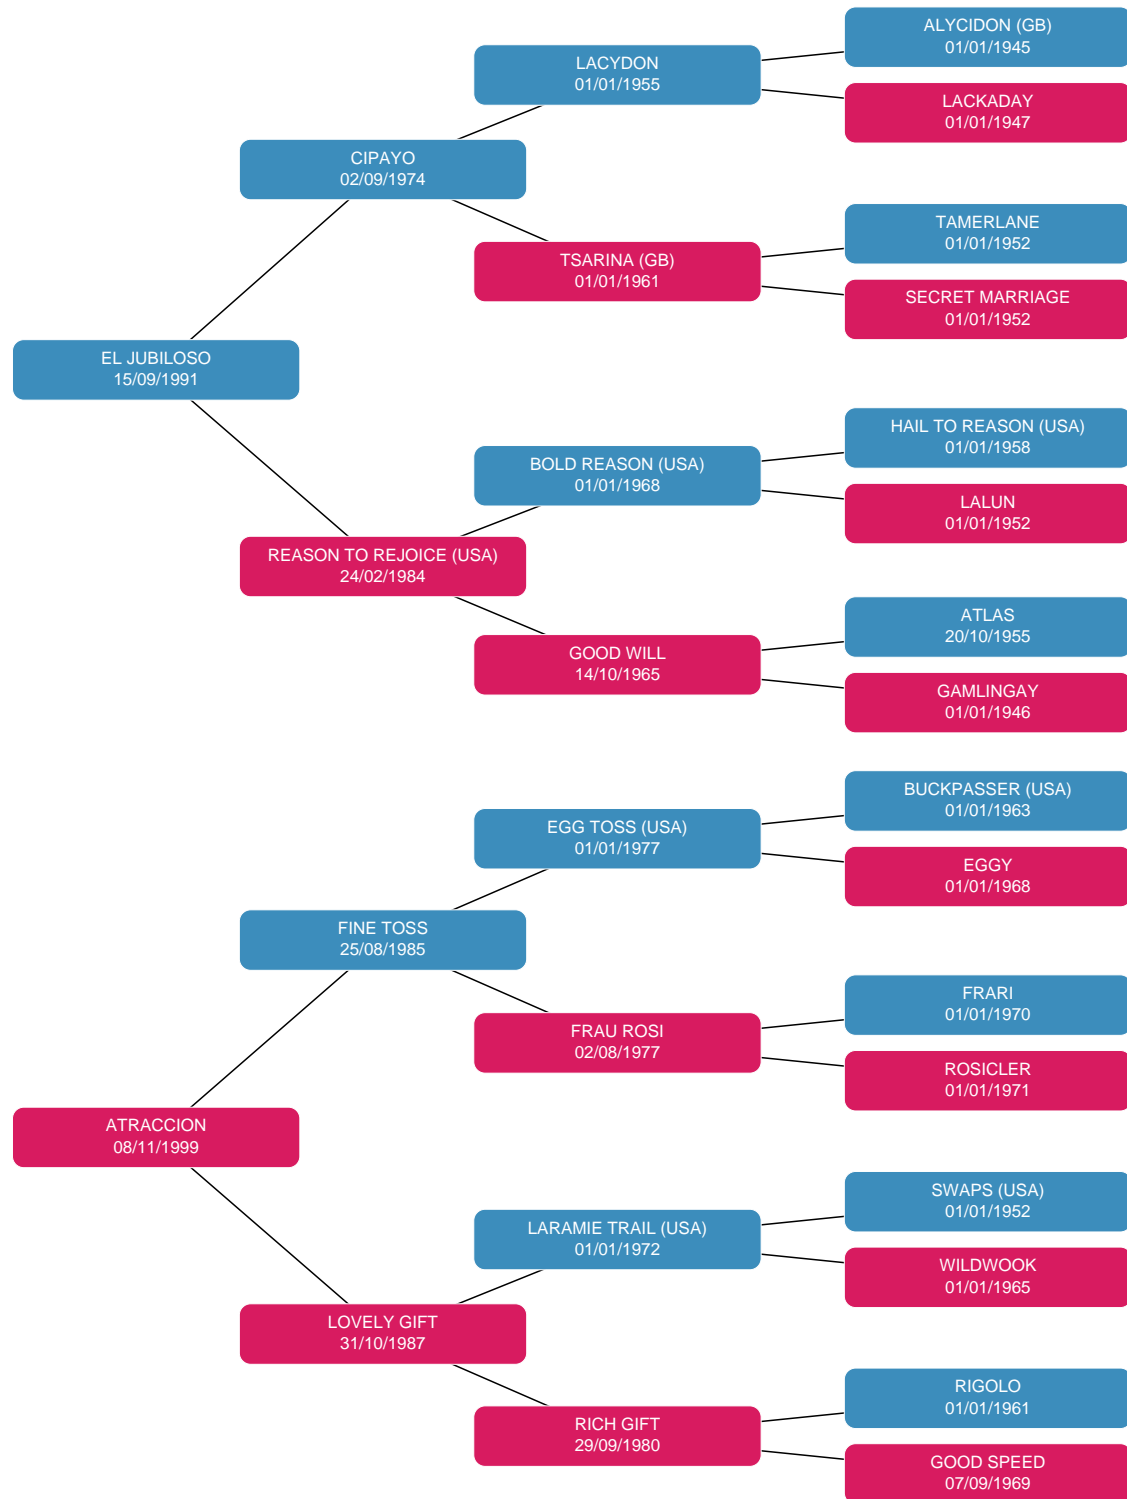 ALYCIDON (GB)
01/01/1945
LACYDON
01/01/1955
LACKADAY
01/01/1947
CIPAYO
02/09/1974
TAMERLANE
01/01/1952
TSARINA (GB)
01/01/1961
SECRET MARRIAGE
01/01/1952
EL JUBILOSO
15/09/1991
HAIL TO REASON (USA)
01/01/1958
BOLD REASON (USA)
01/01/1968
LALUN
01/01/1952
REASON TO REJOICE (USA)
24/02/1984
ATLAS
20/10/1955
GOOD WILL
14/10/1965
GAMLINGAY
01/01/1946
BUCKPASSER (USA)
01/01/1963
EGG TOSS (USA)
01/01/1977
EGGY
01/01/1968
FINE TOSS
25/08/1985
FRARI
01/01/1970
FRAU ROSI
02/08/1977
ROSICLER
01/01/1971
ATRACCION
08/11/1999
SWAPS (USA)
01/01/1952
LARAMIE TRAIL (USA)
01/01/1972
WILDWOOK
01/01/1965
LOVELY GIFT
31/10/1987
RIGOLO
01/01/1961
RICH GIFT
29/09/1980
GOOD SPEED
07/09/1969